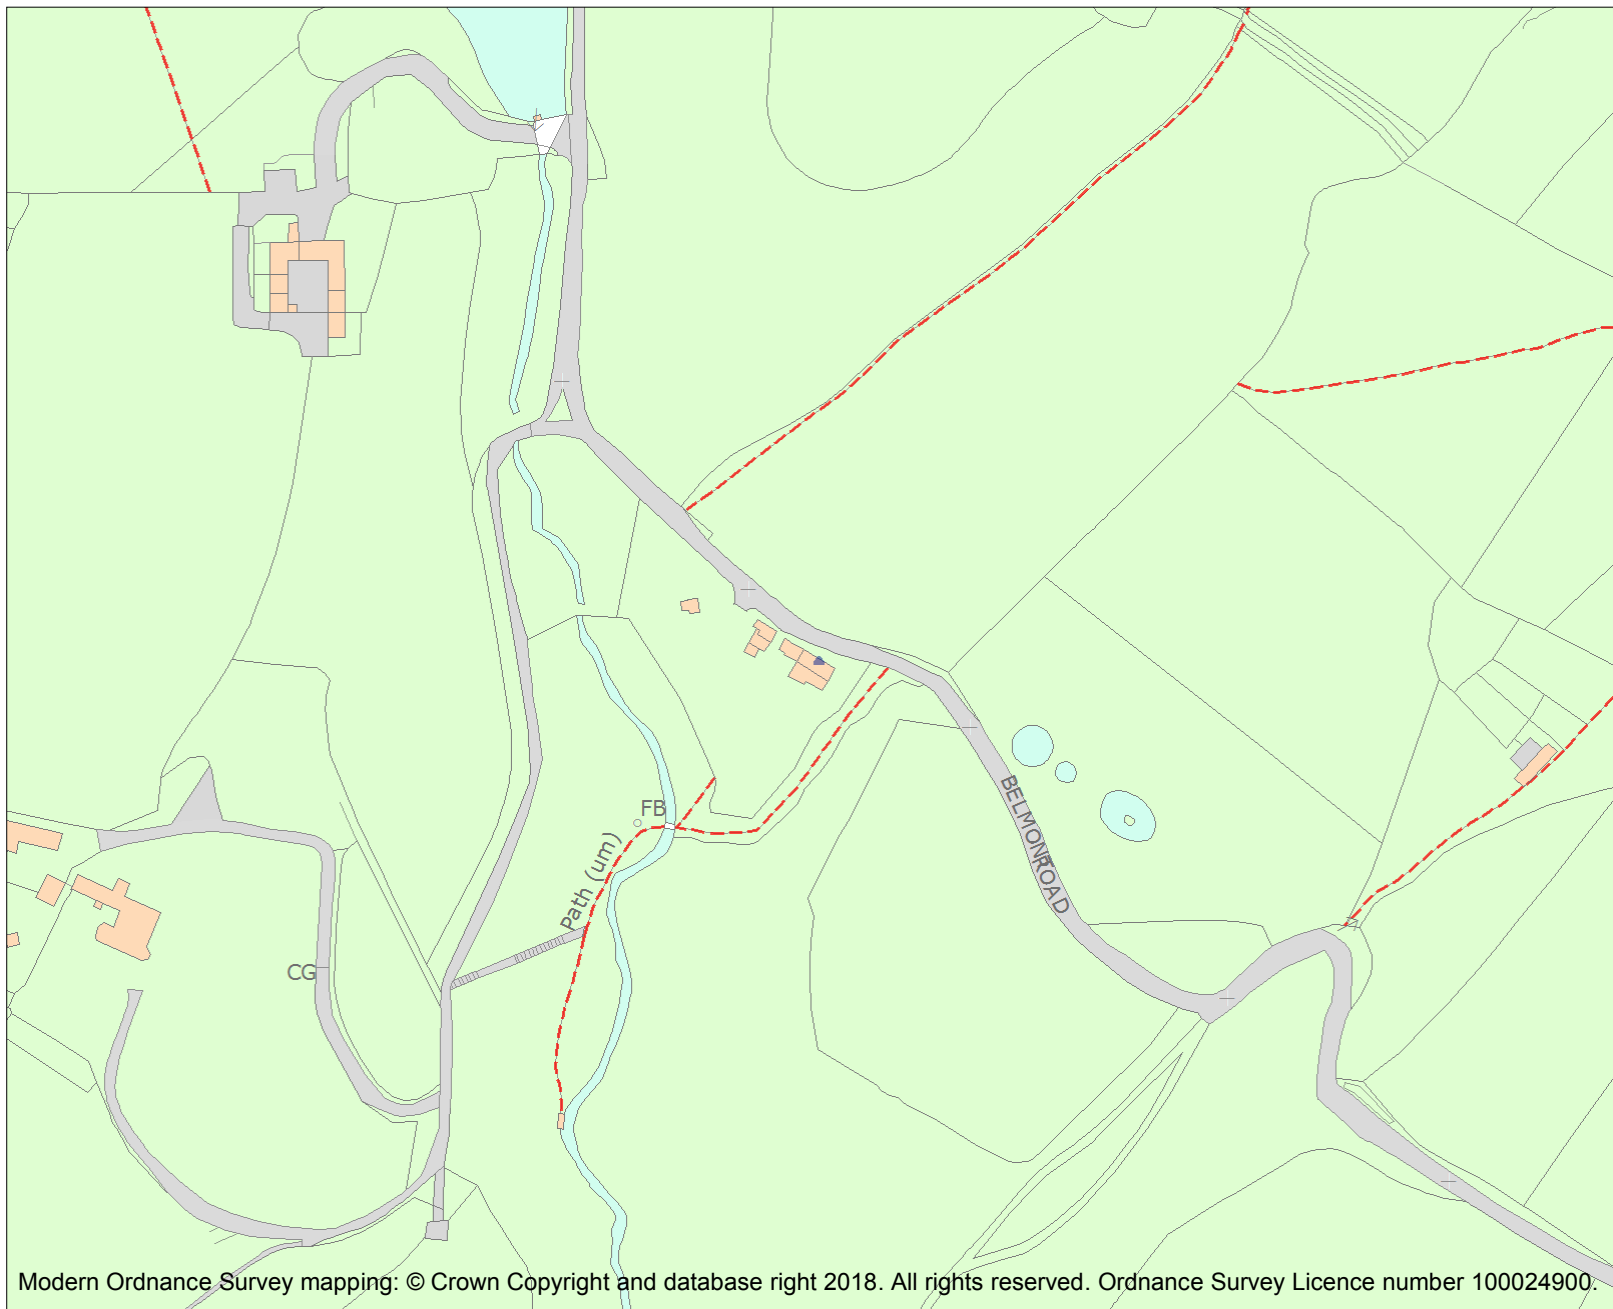 FB
Path (um)
BELMONT ROAD
CG
Modern Ordnance Survey mapping: © Crown Copyright and database right 2018. All rights reserved. Ordnance Survey Licence number 100024900.